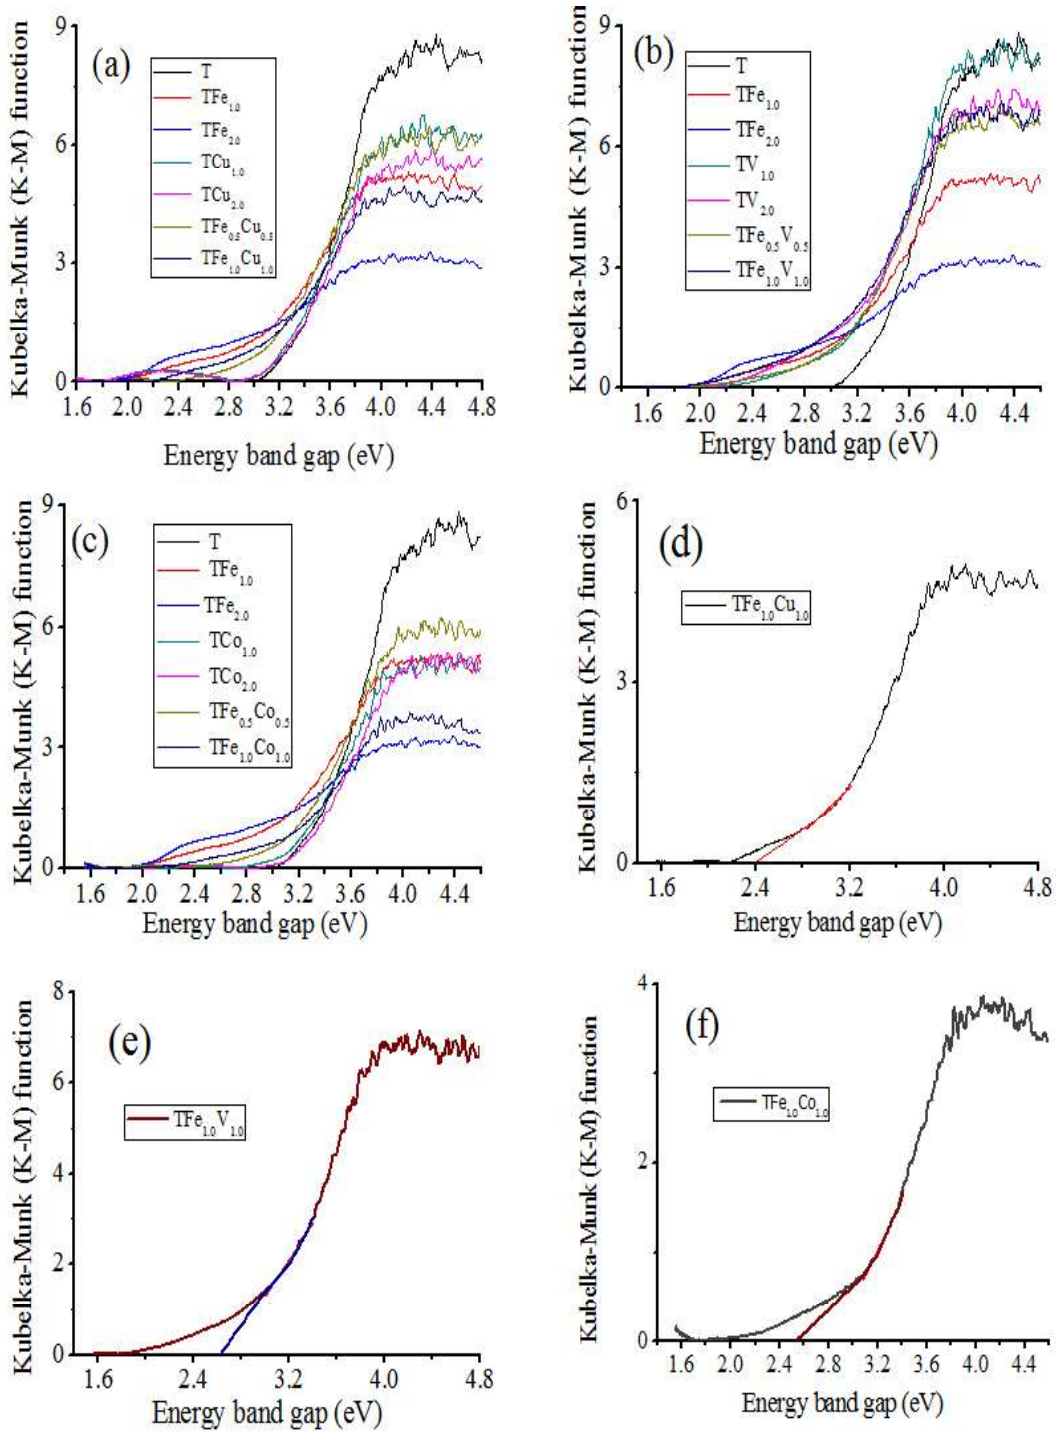 Kubelka-Munk (K-M) function
9
6
3
0
(a)
T
TFe1.0
TFe2.0
TCu1.0
TCu2.0
TFe0.5Cu0.5
TFe1.0Cu1.0
1.6 2.0 2.4 2.8 3.2 3.6 4.0 4.4 4.8
Energy band gap (eV)
Kubelka-Munk (K-M) function
9
6
3
0
(b)
T
TFe1.0
TFe2.0
TV1.0
TV2.0
TFe0.5V0.5
TFe1.0V1.0
1.6 2.0 2.4 2.8 3.2 3.6 4.0 4.4
Energy band gap (eV)
Kubelka-Munk (K-M) function
9
6
3
0
(c)
T
TFe1.0
TFe2.0
TCo1.0
TCo2.0
TFe0.5Co0.5
TFe1.0Co1.0
1.6 2.0 2.4 2.8 3.2 3.6 4.0 4.4
Energy band gap (eV)
Kubelka-Munk (K-M) function
6
3
0
(d)
TFe1.0Cu1.0
1.6 2.4 3.2 4.0 4.8
Energy band gap (eV)
Kubelka-Munk (K-M) function
8
6
4
2
0
(e)
TFe1.0V1.0
1.6 2.4 3.2 4.0 4.8
Energy band gap (eV)
Kubelka-Munk (K-M) function
4
2
0
(f)
TFe1.0Co1.0
1.6 2.0 2.4 2.8 3.2 3.6 4.0 4.4
Energy band gap (eV)